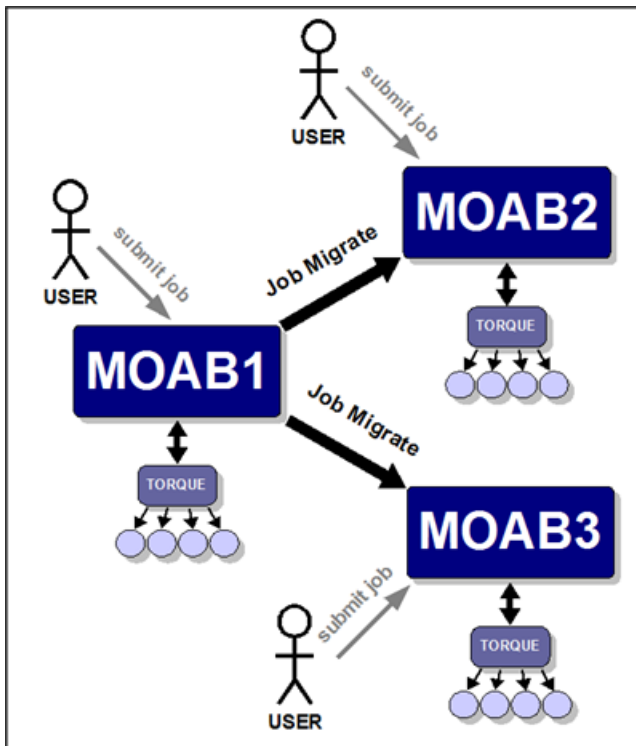 submit job
USER
MOAB2
submit job
USER
Job Migrate
TORQUE
MOAB1
Job Migrate
TORQUE
MOAB3
submit job
USER
TORQUE